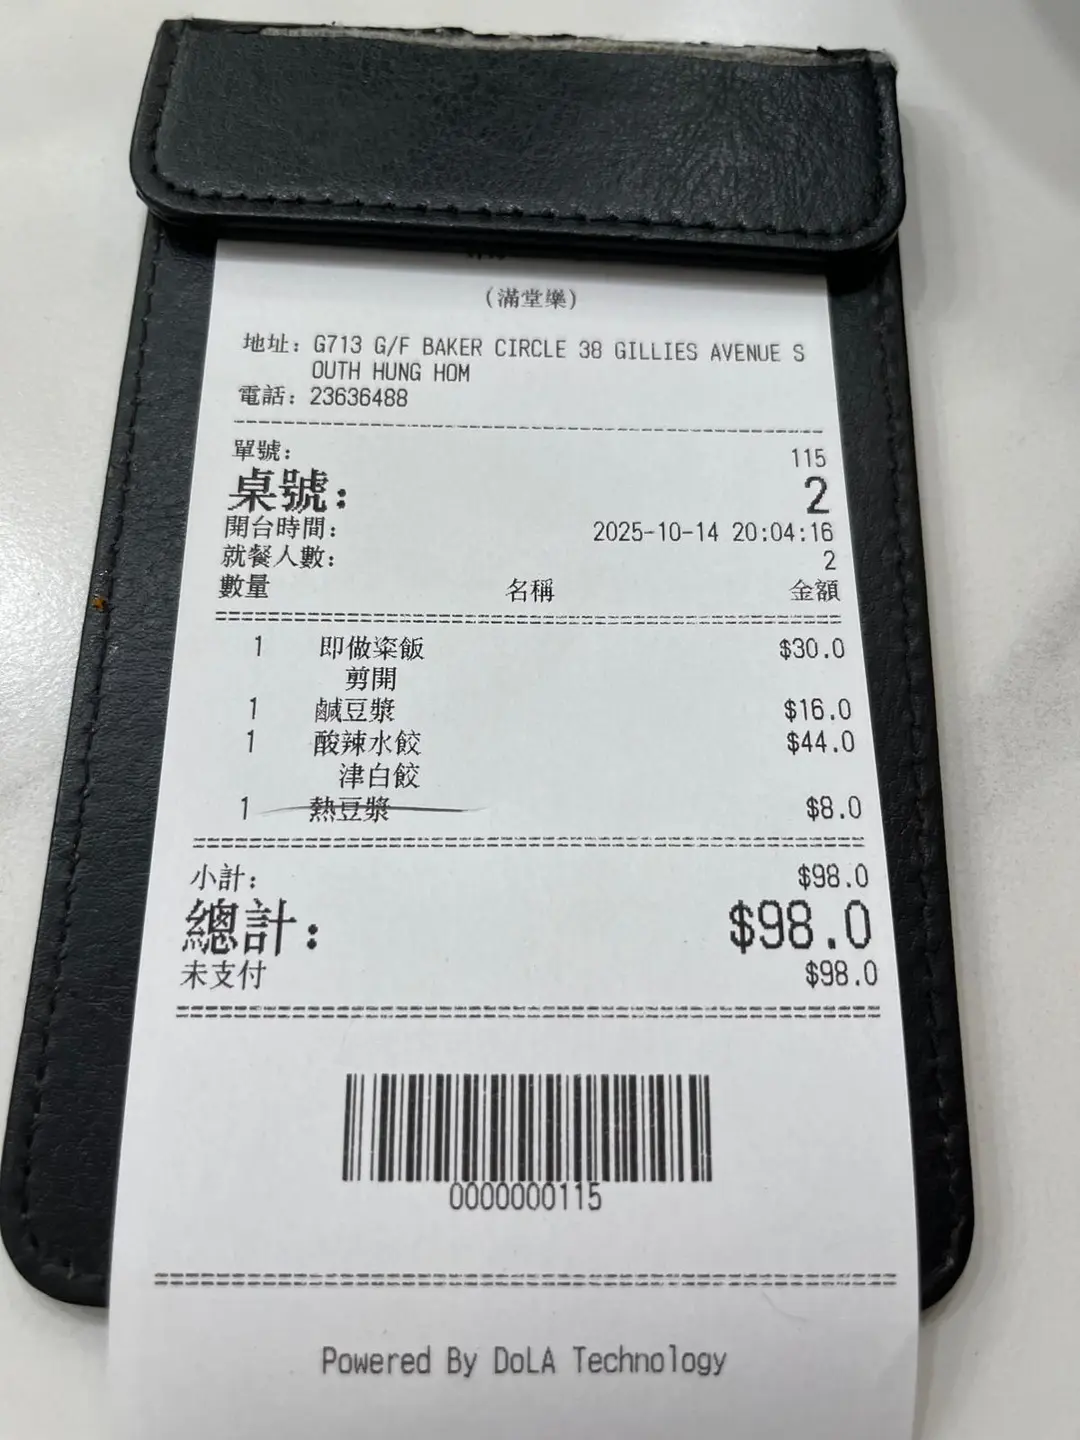 (滿堂樂)
地址: G713 G/F BAKER CIRCLE 38 GILLIES AVENUE S
OUTH HUNG HOM
電話: 23636488
單號: 115
桌號: 2
開台時間: 2025-10-14 20:04:16
就餐人數: 2
數量 名稱 金額
1 即做粢飯 $30.0
剪開
1 鹹豆漿 $16.0
1 酸辣水餃 $44.0
津白餃
1 熱豆漿 $8.0
小計: $98.0
總計: $98.0
未支付 $98.0
0000000115
Powered By DoLA Technology